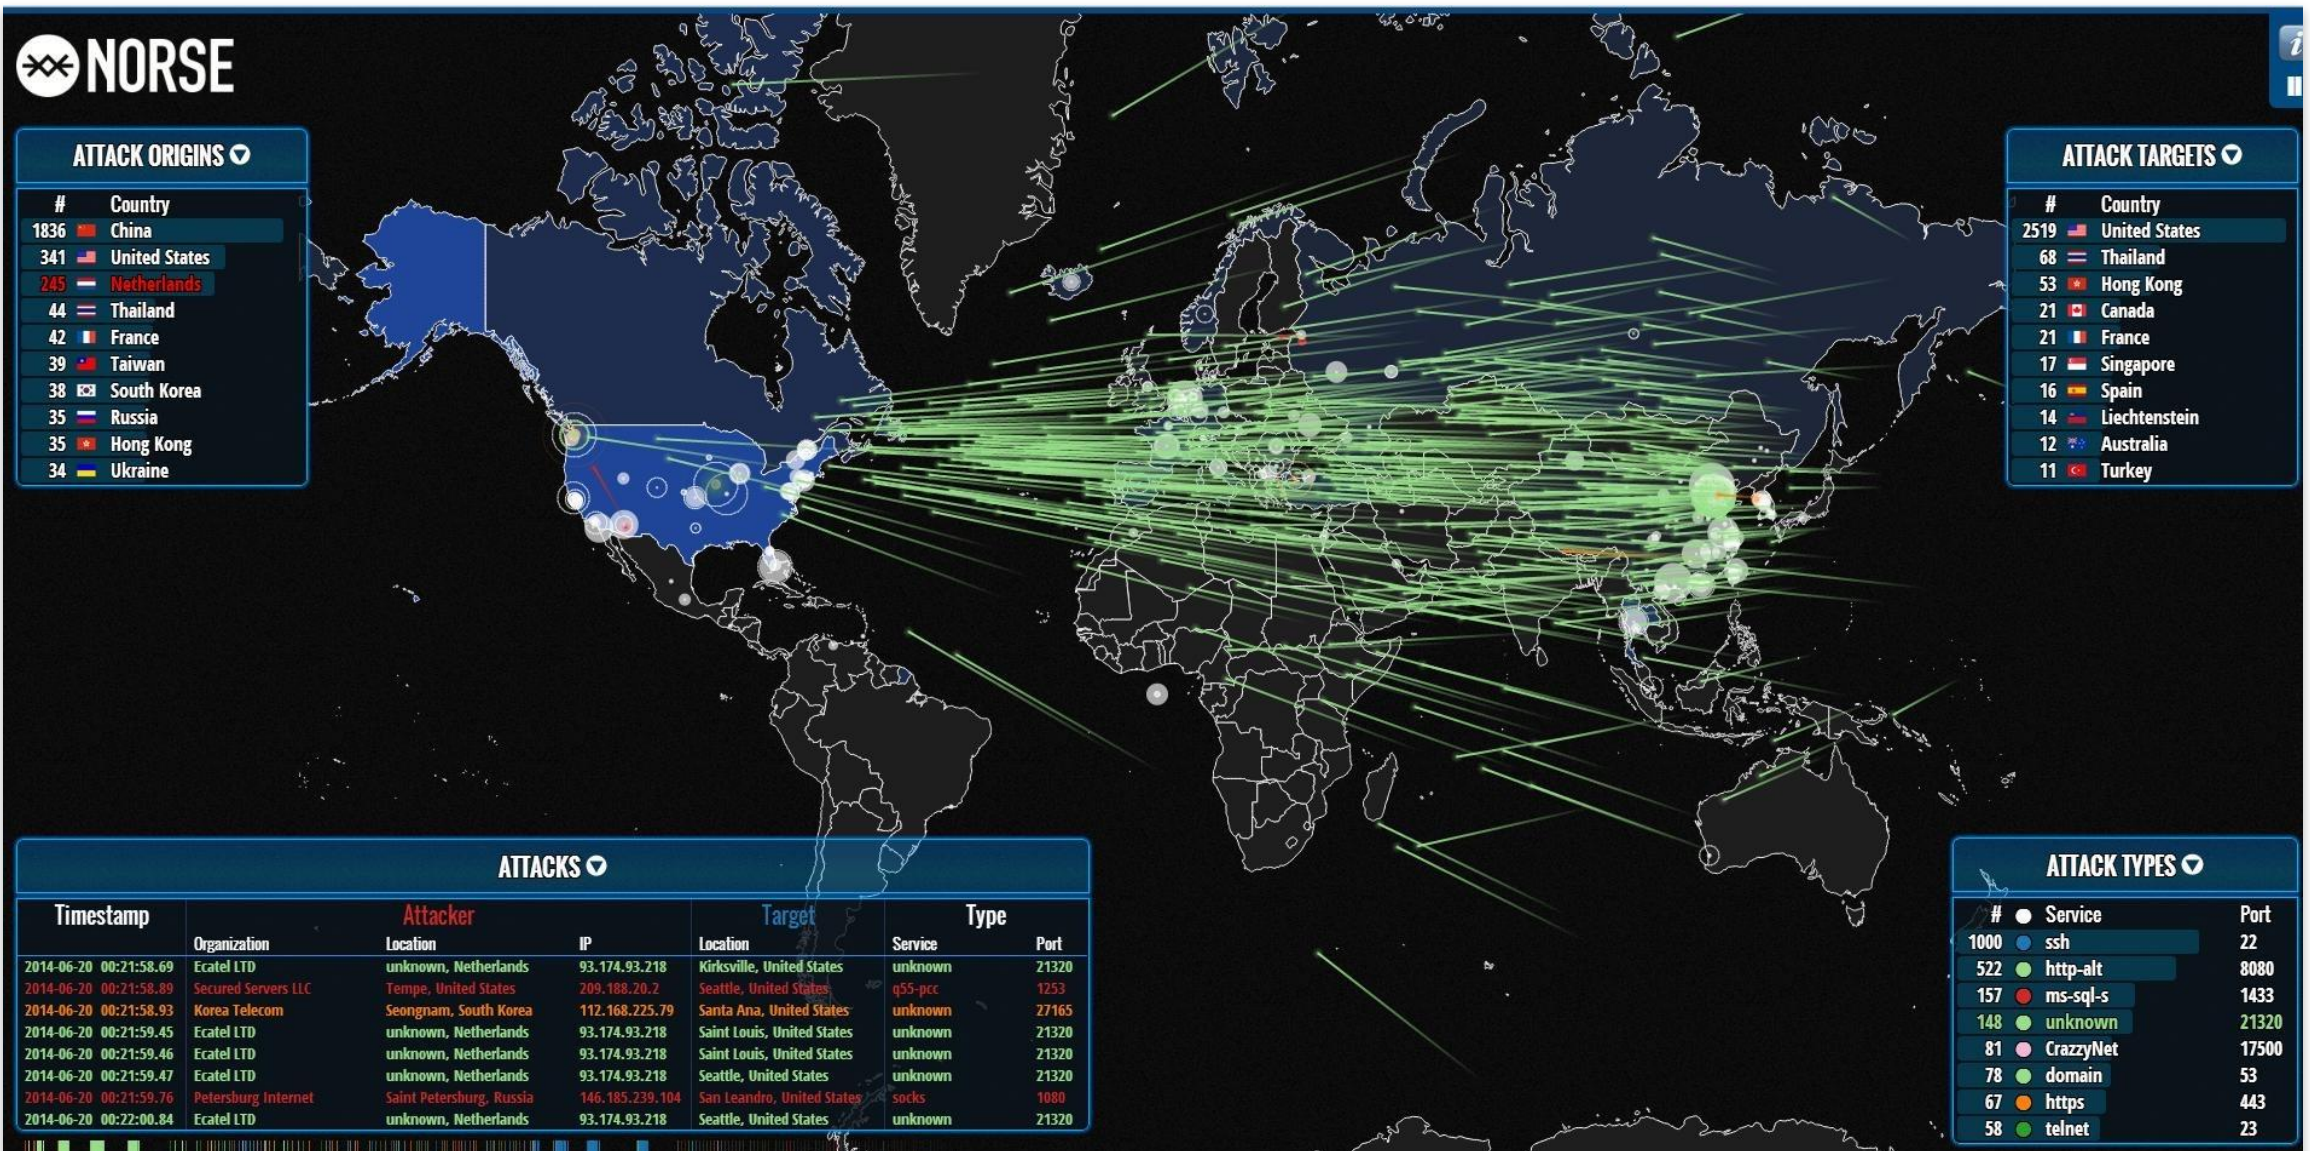 NORSE
ATTACK ORIGINS
# Country
1836 China
341 United States
245 Netherlands
44 Thailand
42 France
39 Taiwan
38 South Korea
35 Russia
35 Hong Kong
34 Ukraine
ATTACK TARGETS
# Country
2519 United States
68 Thailand
53 Hong Kong
21 Canada
21 France
17 Singapore
16 Spain
14 Liechtenstein
12 Australia
11 Turkey
ATTACKS
Timestamp Attacker Target Type
Organization Location IP Location Service Port
2014-06-20 00:21:58.69 Ecatel LTD unknown, Netherlands 93.174.93.218 Kirksville, United States unknown 21320
2014-06-20 00:21:58.89 Secured Servers LLC Tempe, United States 209.188.20.2 Seattle, United States q55-pcc 1253
2014-06-20 00:21:58.93 Korea Telecom Seongnam, South Korea 112.168.225.79 Santa Ana, United States unknown 27165
2014-06-20 00:21:59.45 Ecatel LTD unknown, Netherlands 93.174.93.218 Saint Louis, United States unknown 21320
2014-06-20 00:21:59.46 Ecatel LTD unknown, Netherlands 93.174.93.218 Saint Louis, United States unknown 21320
2014-06-20 00:21:59.47 Ecatel LTD unknown, Netherlands 93.174.93.218 Seattle, United States unknown 21320
2014-06-20 00:21:59.76 Petersburg Internet Saint Petersburg, Russia 146.185.239.104 San Leandro, United States socks 1080
2014-06-20 00:22:00.84 Ecatel LTD unknown, Netherlands 93.174.93.218 Seattle, United States unknown 21320
ATTACK TYPES
# Service Port
1000 ssh 22
522 http-alt 8080
157 ms-sql-s 1433
148 unknown 21320
81 CrazzyNet 17500
78 domain 53
67 https 443
58 telnet 23
i